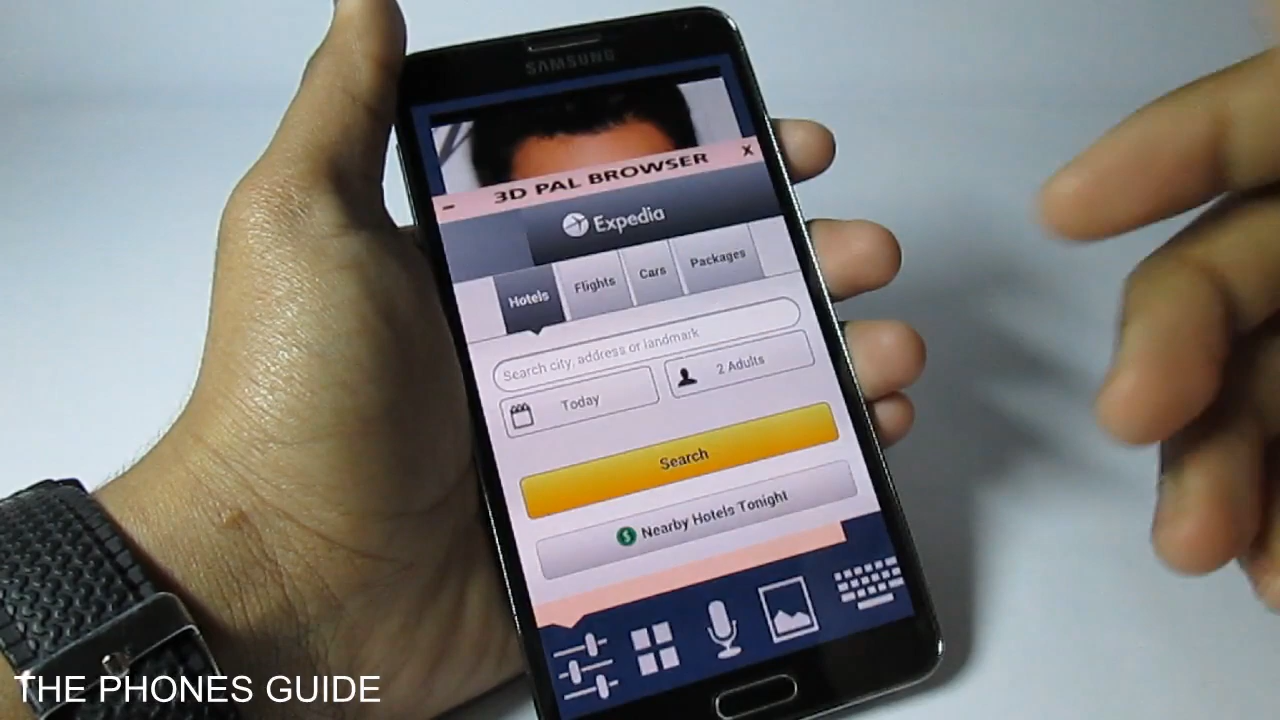 SAMSUNG
3D PAL BROWSER X
Expedia
Hotels Flights Cars Packages
Search city, address or landmark
Today 2 Adults
Search
$ Nearby Hotels Tonight
THE PHONES GUIDE